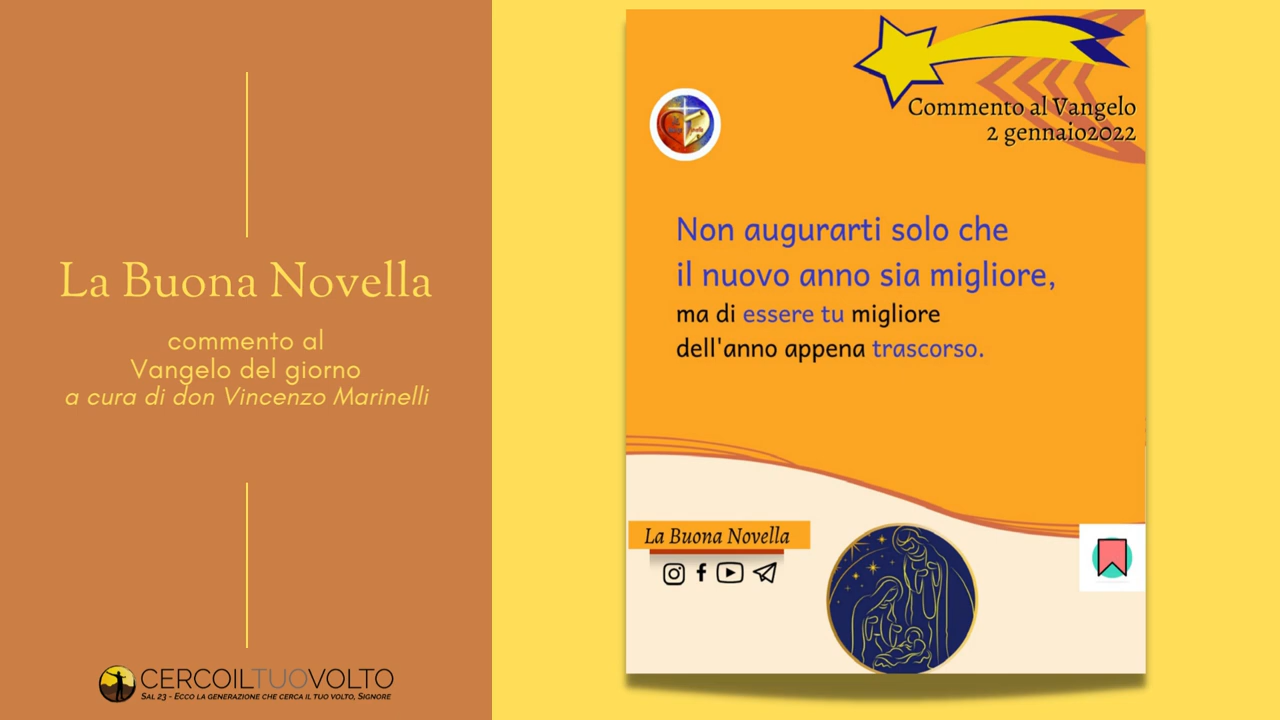 La Buona Novella
commento al
Vangelo del giorno
a cura di don Vincenzo Marinelli
CERCOILTUOVOLTO
SAL 23 - ECCO LA GENERAZIONE CHE CERCA IL TUO VOLTO, SIGNORE
Commento al Vangelo
2 gennaio2022
Non augurarti solo che
il nuovo anno sia migliore,
ma di essere tu migliore
dell'anno appena trascorso.
La Buona Novella